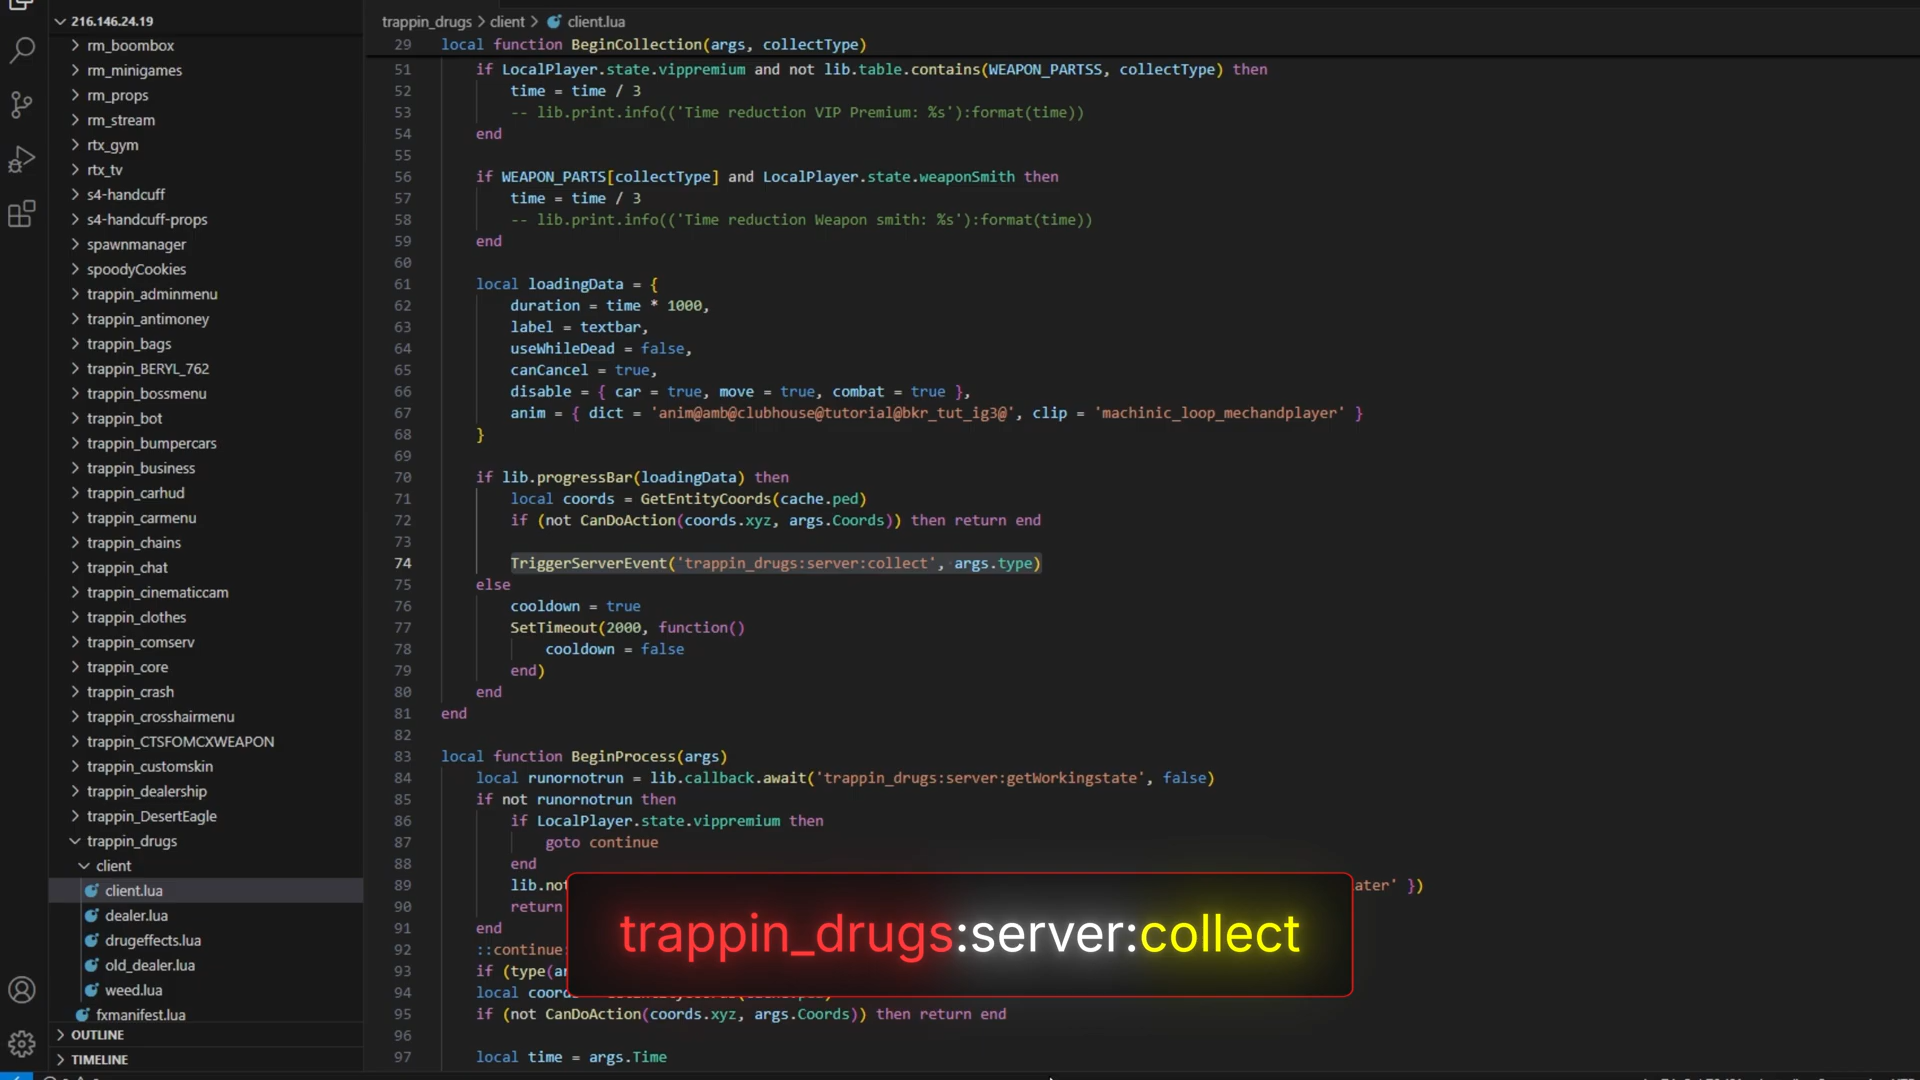 216.146.24.19
rm_boombox
rm_minigames
rm_props
rm_stream
rtx_gym
rtx_tv
s4-handcuff
s4-handcuff-props
spawnmanager
spoodyCookies
trappin_adminmenu
trappin_antimoney
trappin_bags
trappin_BERYL_762
trappin_bossmenu
trappin_bot
trappin_bumpercars
trappin_business
trappin_carhud
trappin_carmenu
trappin_chains
trappin_chat
trappin_cinematiccam
trappin_clothes
trappin_comserv
trappin_core
trappin_crash
trappin_crosshairmenu
trappin_CTSFOMCXWEAPON
trappin_customskin
trappin_dealership
trappin_DesertEagle
trappin_drugs
client
client.lua
dealer.lua
drugeffects.lua
old_dealer.lua
weed.lua
fxmanifest.lua
OUTLINE
TIMELINE
trappin_drugs > client > client.lua
29 local function BeginCollection(args, collectType)
51 if LocalPlayer.state.vippremium and not lib.table.contains(WEAPON_PARTSS, collectType) then
52 time = time / 3
53 -- lib.print.info(('Time reduction VIP Premium: %s'):format(time))
54 end
55
56 if WEAPON_PARTS[collectType] and LocalPlayer.state.weaponSmith then
57 time = time / 3
58 -- lib.print.info(('Time reduction Weapon smith: %s'):format(time))
59 end
60
61 local loadingData = {
62 duration = time * 1000,
63 label = textbar,
64 useWhileDead = false,
65 canCancel = true,
66 disable = { car = true, move = true, combat = true },
67 anim = { dict = 'anim@amb@clubhouse@tutorial@bkr_tut_ig3@', clip = 'machinic_loop_mechandplayer' }
68 }
69
70 if lib.progressBar(loadingData) then
71 local coords = GetEntityCoords(cache.ped)
72 if (not CanDoAction(coords.xyz, args.Coords)) then return end
73
74 TriggerServerEvent('trappin_drugs:server:collect', args.type)
75 else
76 cooldown = true
77 SetTimeout(2000, function()
78 cooldown = false
79 end)
80 end
81 end
82
83 local function BeginProcess(args)
84 local runornotrun = lib.callback.await('trappin_drugs:server:getWorkingstate', false)
85 if not runornotrun then
86 if LocalPlayer.state.vippremium then
87 goto continue
88 end
89 lib.not ater' })
90 return
91 end
92 ::continue:
93 if (type(ar
94 local coord
95 if (not CanDoAction(coords.xyz, args.Coords)) then return end
96
97 local time = args.Time
trappin_drugs:server:collect